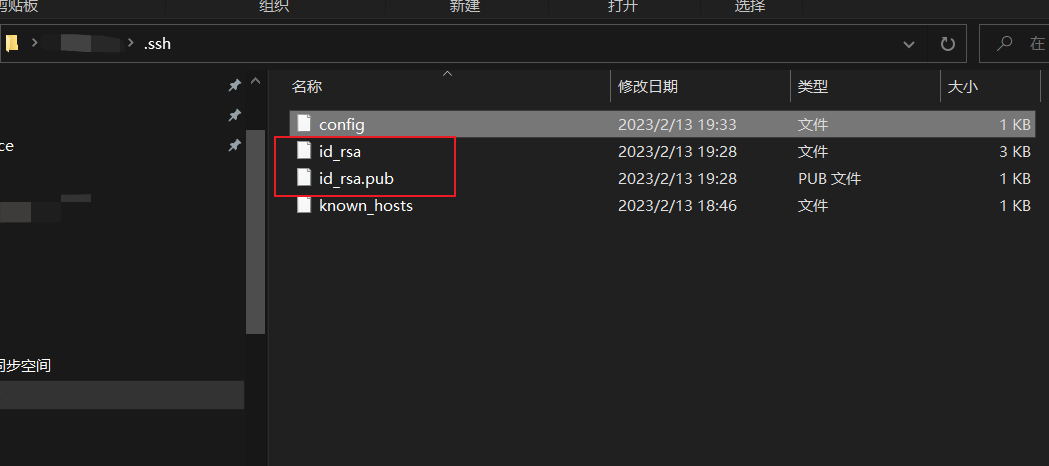 剪贴板 组织 新建 打开 选择
.ssh 在
名称 修改日期 类型 大小
config 2023/2/13 19:33 文件 1 KB
id_rsa 2023/2/13 19:28 文件 3 KB
id_rsa.pub 2023/2/13 19:28 PUB 文件 1 KB
known_hosts 2023/2/13 18:46 文件 1 KB
ce
同步空间